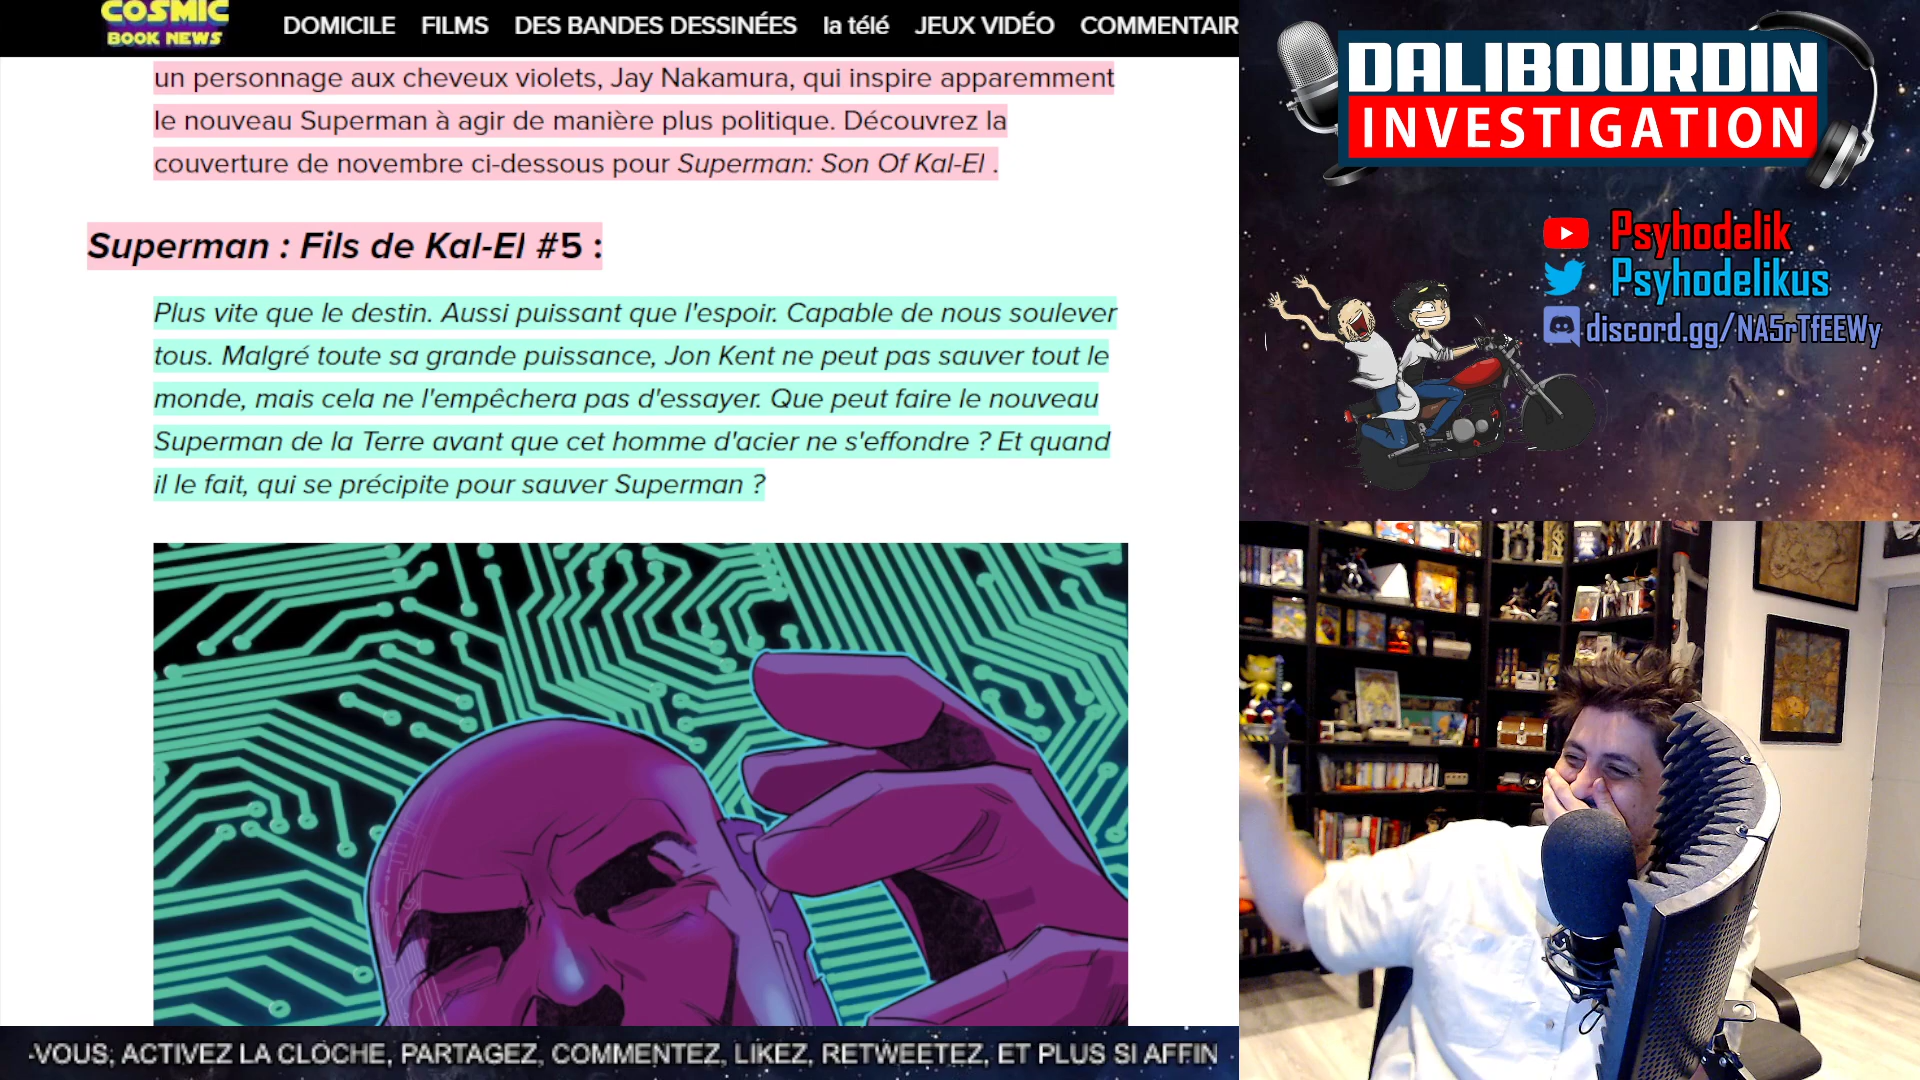 COSMIC
BOOK NEWS
DOMICILE FILMS DES BANDES DESSINÉES la télé JEUX VIDÉO COMMENTAIR
un personnage aux cheveux violets, Jay Nakamura, qui inspire apparemment
le nouveau Superman à agir de manière plus politique. Découvrez la
couverture de novembre ci-dessous pour Superman: Son Of Kal-El .
Superman : Fils de Kal-El #5 :
Plus vite que le destin. Aussi puissant que l'espoir. Capable de nous soulever
tous. Malgré toute sa grande puissance, Jon Kent ne peut pas sauver tout le
monde, mais cela ne l'empêchera pas d'essayer. Que peut faire le nouveau
Superman de la Terre avant que cet homme d'acier ne s'effondre ? Et quand
il le fait, qui se précipite pour sauver Superman ?
-VOUS; ACTIVEZ LA CLOCHE, PARTAGEZ, COMMENTEZ, LIKEZ, RETWEETEZ, ET PLUS SI AFFIN
DALIBOURDIN
INVESTIGATION
Psyhodelik
Psyhodelikus
discord.gg/NA5rTfEEWy